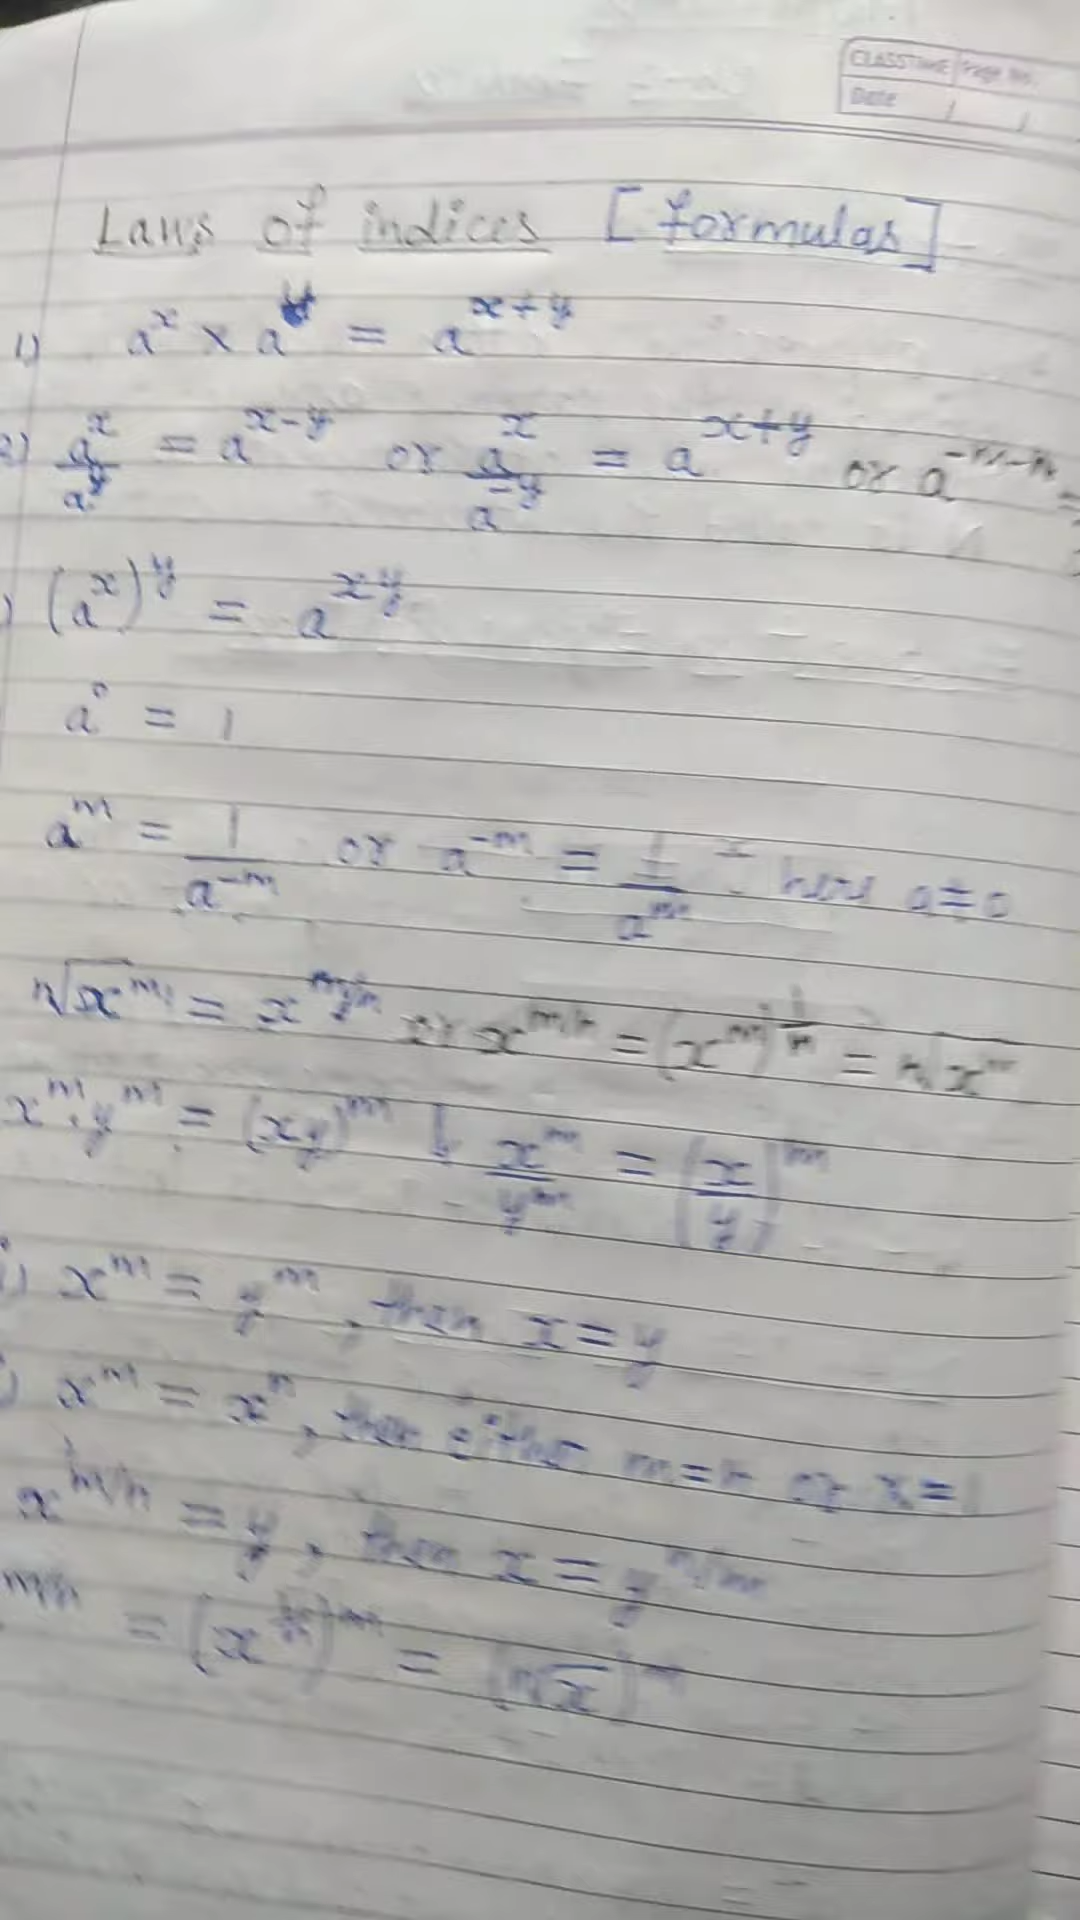 CLASSTIME Page No.
Date / /
Laws of indices [formulas]
1) a^x × a^y = a^(x+y)
2) a^x/a^y = a^(x-y) or a^x/a^-y = a^(x+y) or a^(-m-n) =
) (a^x)^y = a^(xy)
a^0 = 1
a^m = 1/a^-m or a^-m = 1/a^m I here a≠0
ⁿ√x^m = x^(m/n) or x^(m/n) = (x^m)^(1/n) = ⁿ√x^m
x^m . y^m = (xy)^m x^m/y^m = (x/y)^m
i) x^m = y^m, then x = y
) x^m = x^n, then either m=n or x=1
x^(m/n) = y, then x = y^(n/m)
m/n = (x^(1/n))^m = (ⁿ√x)^m